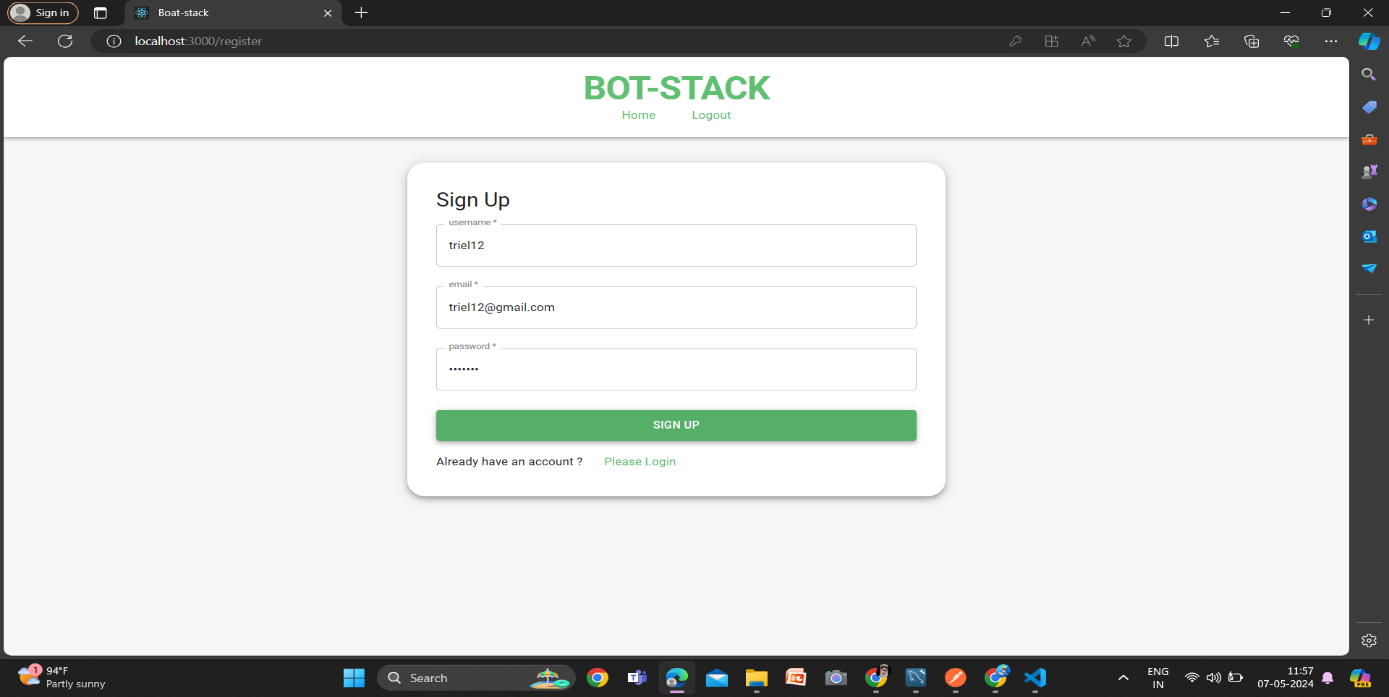 Sign in
Boat-stack
localhost:3000/register
BOT-STACK
Home Logout
Sign Up
username *
triel12
email *
triel12@gmail.com
password *
•••••••
SIGN UP
Already have an account ? Please Login
1
94°F
Partly sunny
Search
ENG
IN
11:57
07-05-2024
PRE